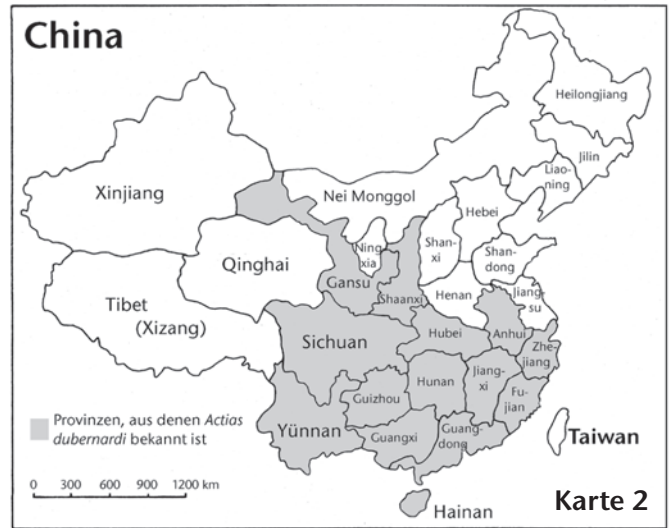 China
Heilongjiang
Jilin
Liao-
ning
Xinjiang
Nei Monggol
Hebei
Ning
xia
Shan-
xi
Shan-
dong
Qinghai
Gansu
Shaanxi
Henan
Jiang-
su
Tibet
(Xizang)
Sichuan
Hubei
Anhui
Zhe-
jiang
Guizhou
Hunan
Jiang-
xi
Fu-
jian
Provinzen, aus denen Actias
dubernardi bekannt ist
Yünnan
Guangxi
Guang-
dong
Taiwan
0 300 600 900 1200 km
Hainan
Karte 2